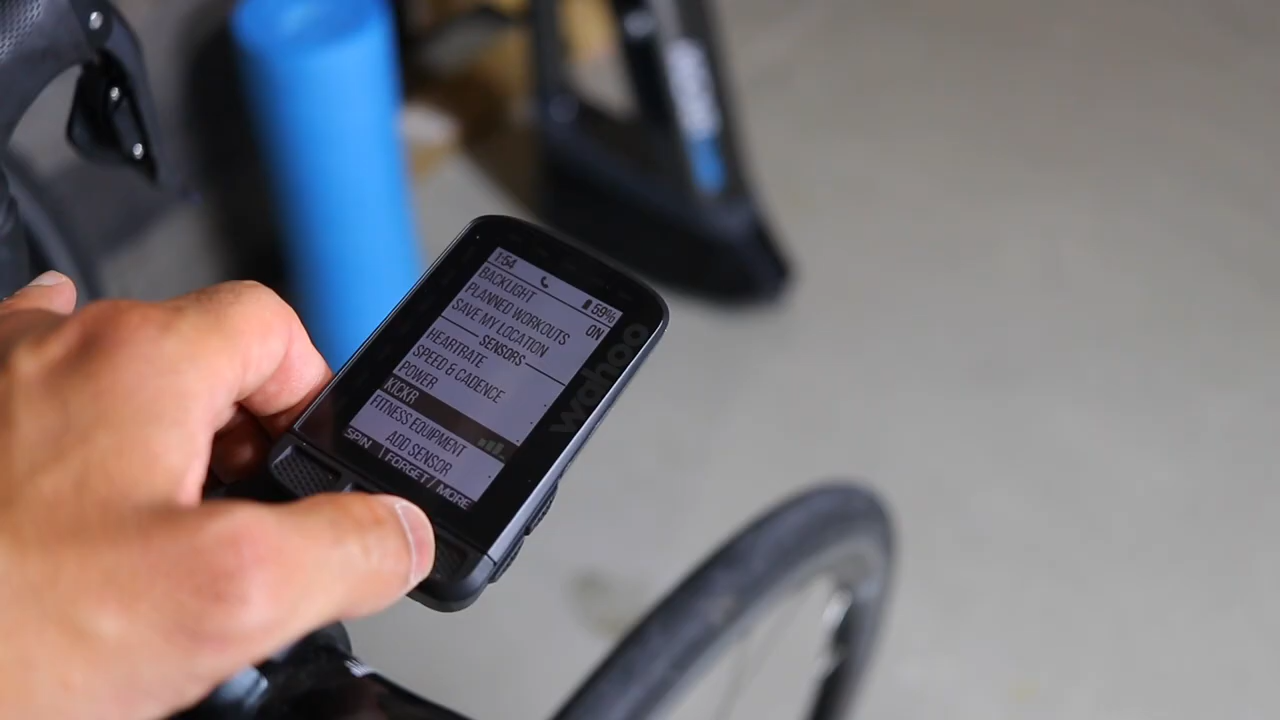 1:54 59%
BACKLIGHT
PLANNED WORKOUTS ON
SAVE MY LOCATION
SENSORS
HEARTRATE
SPEED & CADENCE
POWER
KICKR
FITNESS EQUIPMENT
ADD SENSOR
SPIN FORGET / MORE
wahoo